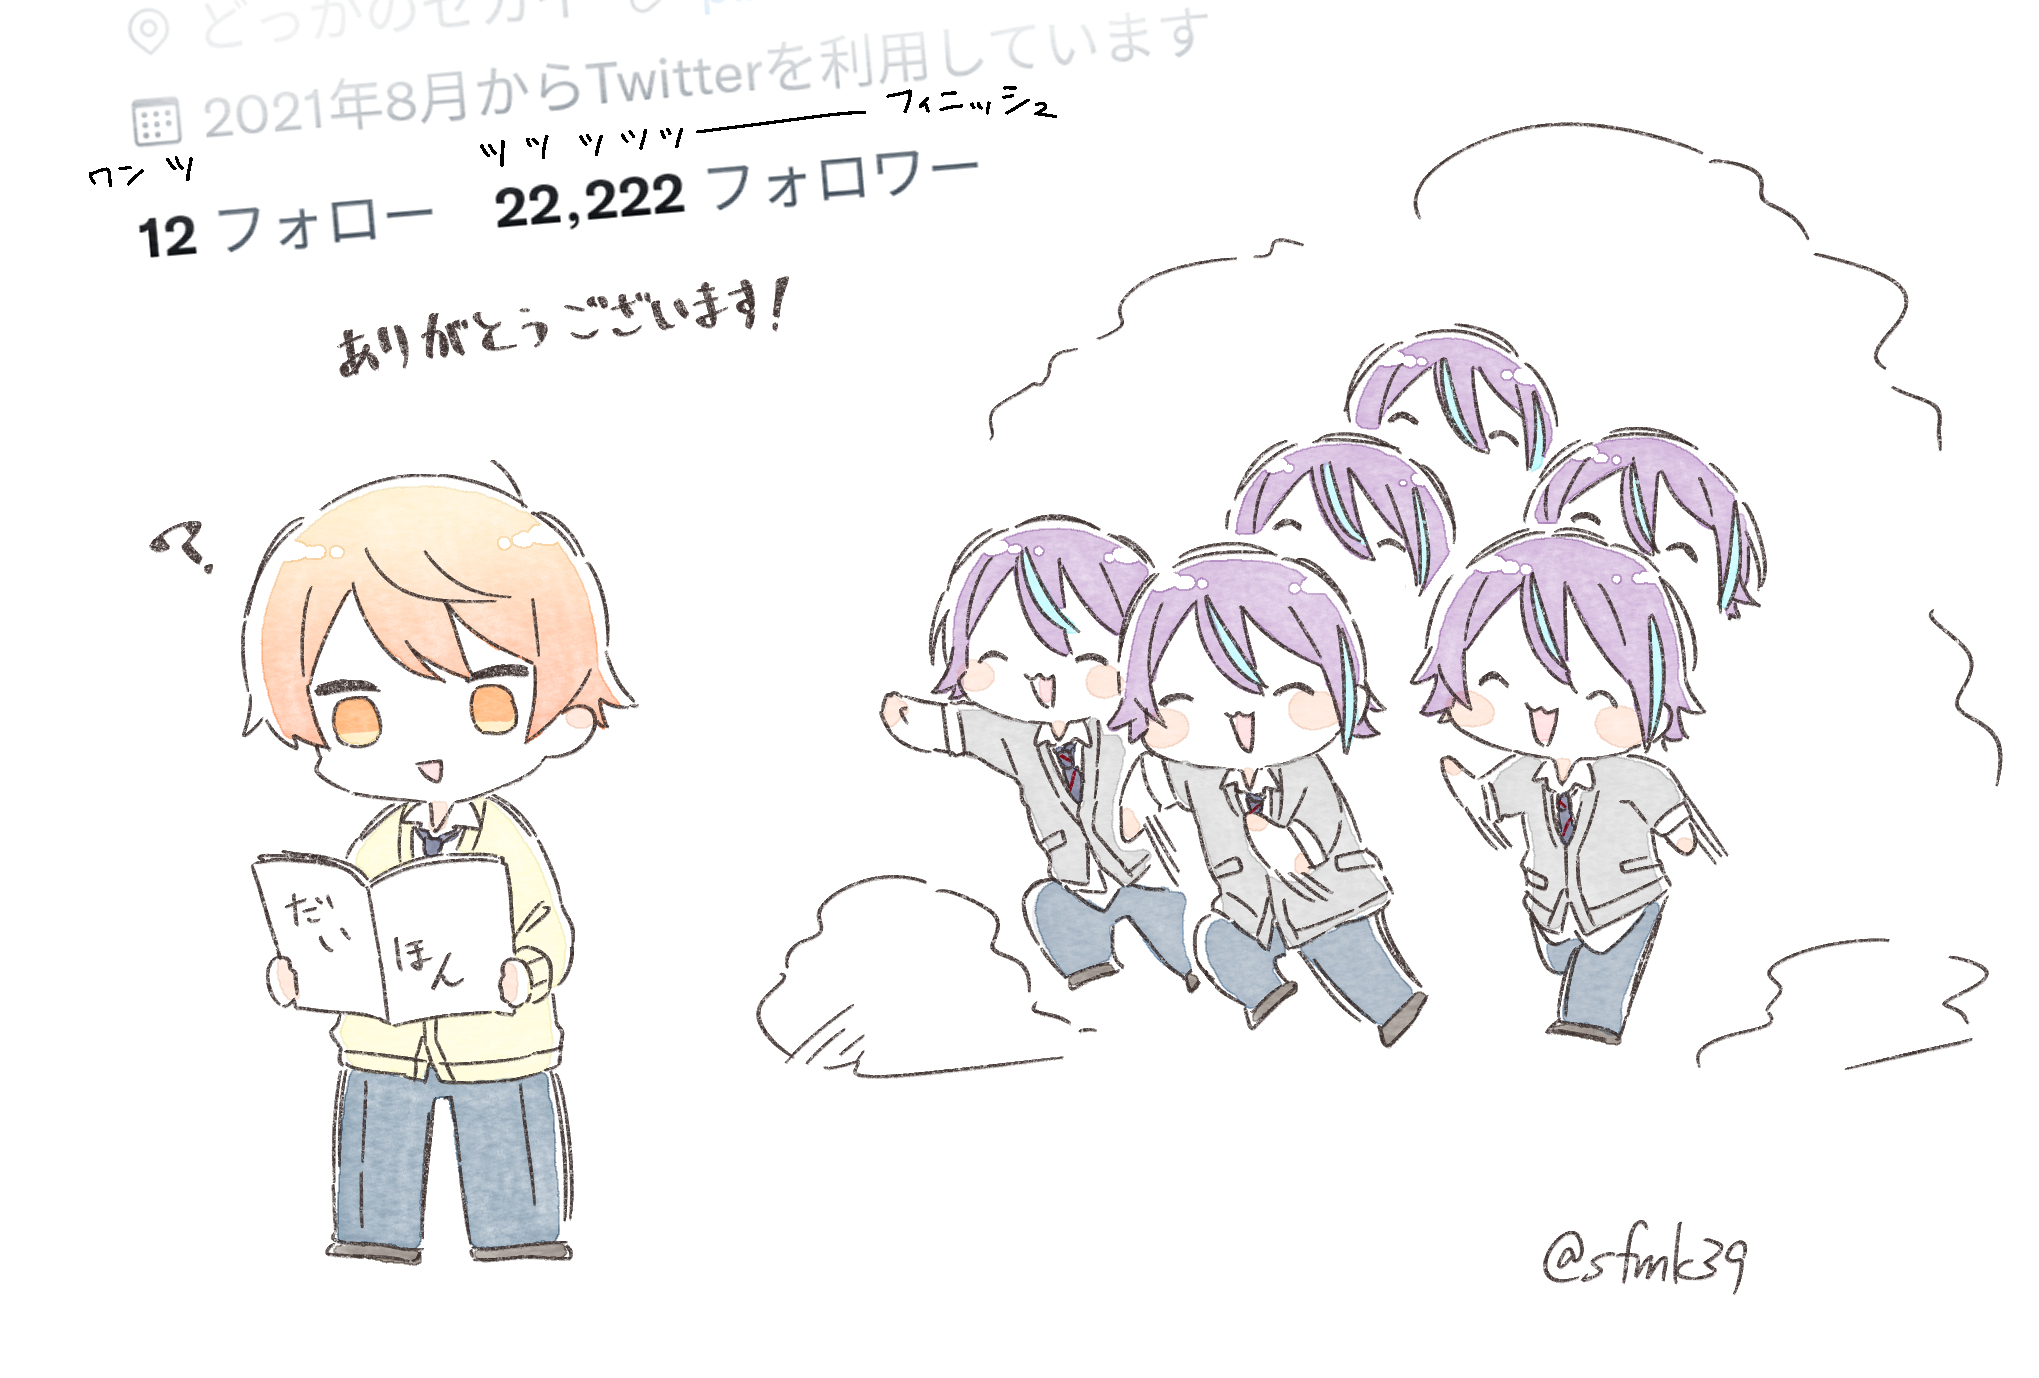 どっかのセカイ
2021年8月からTwitterを利用しています
ワン ツ ツ ツ ツ ツ ツ フィニッシュ
12 フォロー 22,222 フォロワー
ありがとうございます!
?
だい
ほん
@sfmk39